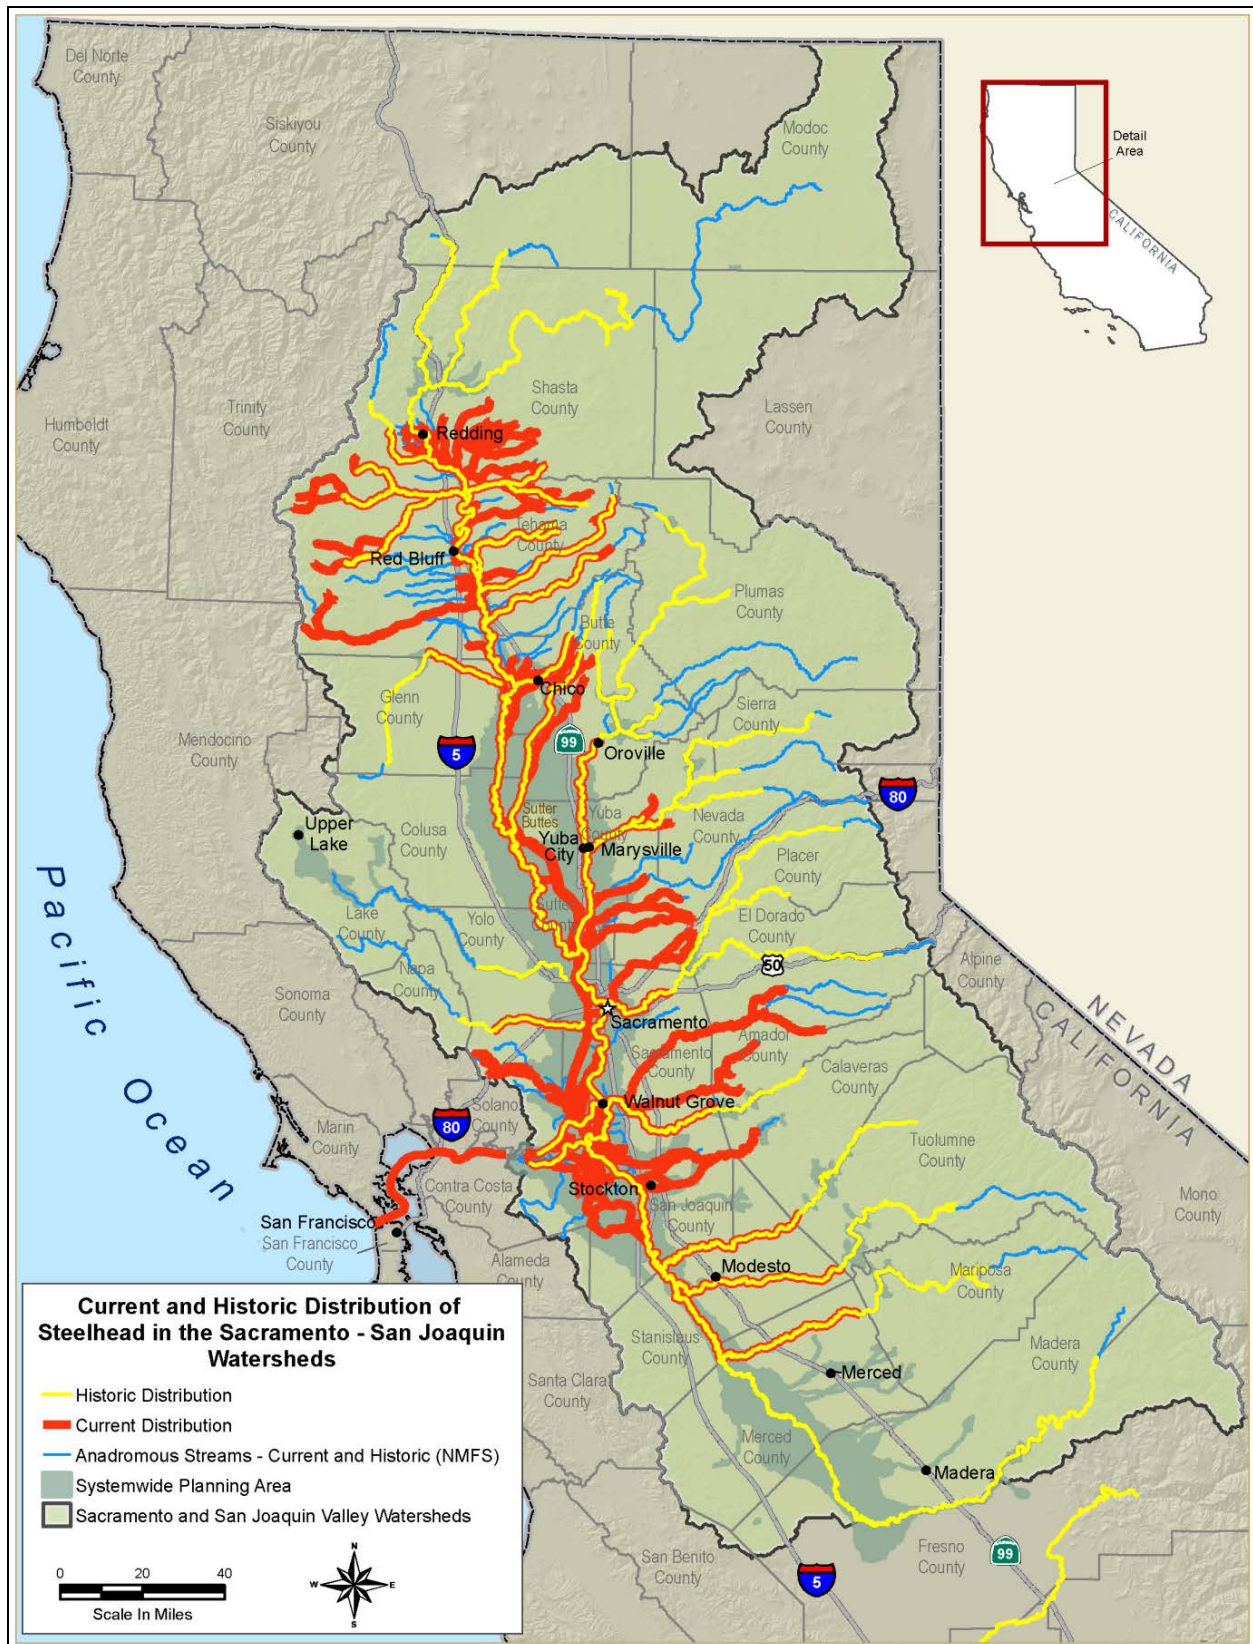 Del Norte
County
Siskiyou
County
Modoc
County
Detail
Area
CALIFORNIA
Shasta
County
Lassen
County
Trinity
County
Humboldt
County
Redding
Tehama
County
Red Bluff
Plumas
County
Butte
County
Chico
Glenn
County
Sierra
County
Mendocino
County
5
99
Oroville
80
Sutter
Buttes
Yuba
County
Nevada
County
Upper
Lake
Colusa
County
Yuba
City
Marysville
Placer
County
Lake
County
Yolo
County
Sutter
County
El Dorado
County
Napa
County
50
Alpine
County
Pacific Ocean
Sonoma
County
Sacramento
NEVADA
CALIFORNIA
Sacramento
County
Amador
County
Calaveras
County
Solano
County
Walnut Grove
80
Marin
County
Tuolumne
County
Contra Costa
County
Stockton
San Joaquin
County
Mono
County
San Francisco
San Francisco
County
Alameda
County
Modesto
Mariposa
County
Stanislaus
County
Madera
County
Santa Clara
County
Merced
Merced
County
Madera
San Benito
County
Fresno
County
99
5
Current and Historic Distribution of
Steelhead in the Sacramento - San Joaquin
Watersheds
Historic Distribution
Current Distribution
Anadromous Streams - Current and Historic (NMFS)
Systemwide Planning Area
Sacramento and San Joaquin Valley Watersheds
0 20 40
Scale In Miles
N
W E
S